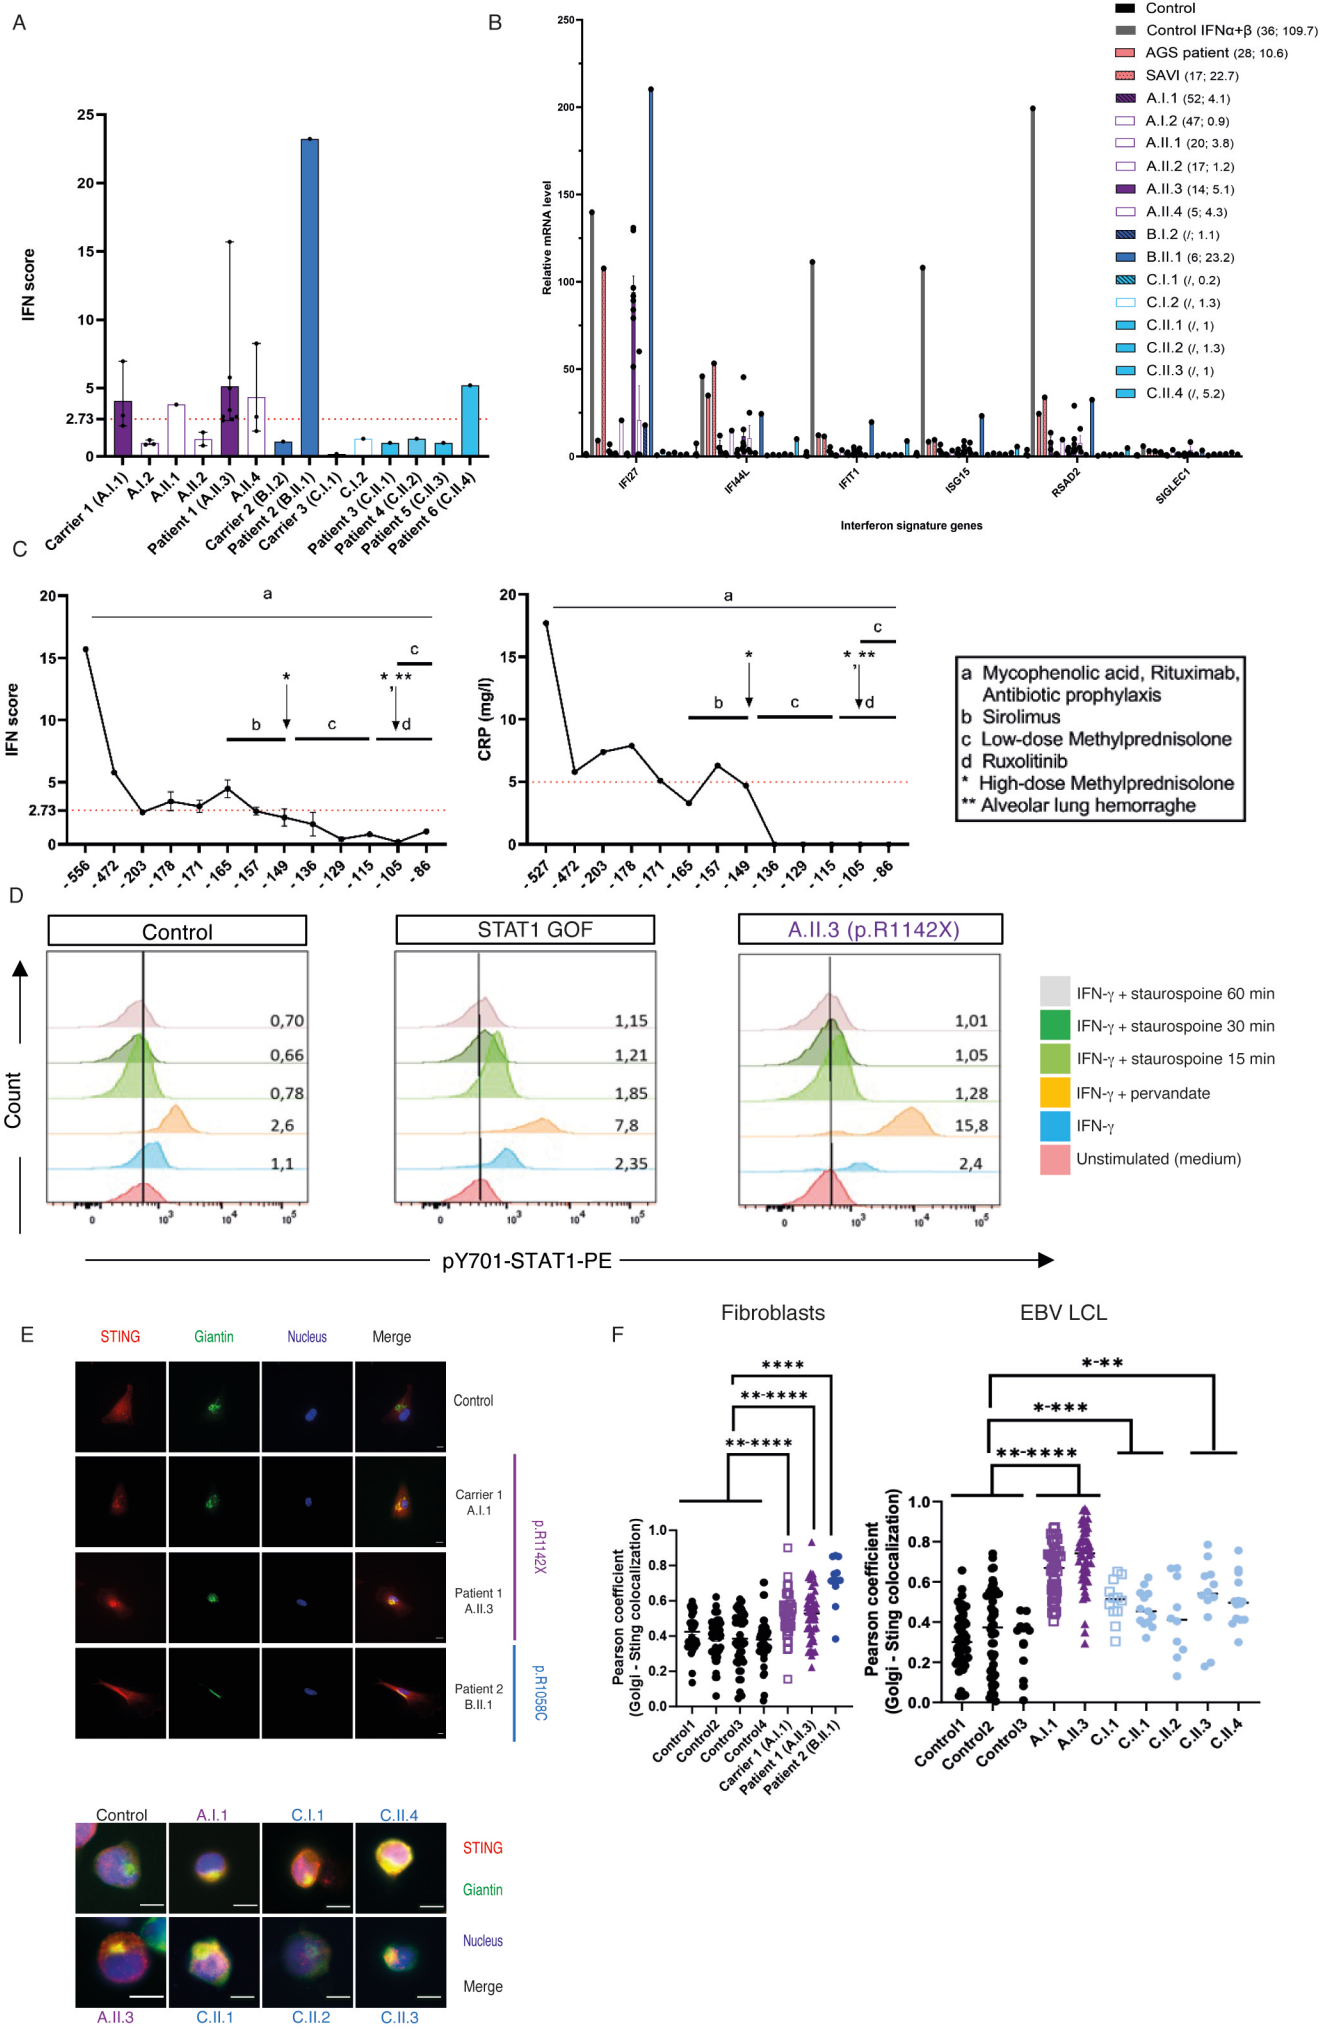 A
IFN score
25
20
15
10
5
2.73
0
Carrier 1 (A.I.1)
A.I.2
A.II.1
A.II.2
Patient 1 (A.II.3)
A.II.4
Carrier 2 (B.I.2)
Patient 2 (B.II.1)
Carrier 3 (C.I.1)
C.I.2
Patient 3 (C.II.1)
Patient 4 (C.II.2)
Patient 5 (C.II.3)
Patient 6 (C.II.4)
B
Relative mRNA level
250
200
150
100
50
0
IFI27
IFI44L
IFIT1
ISG15
RSAD2
SIGLEC1
Interferon signature genes
Control
Control IFNα+β (36; 109.7)
AGS patient (28; 10.6)
SAVI (17; 22.7)
A.I.1 (52; 4.1)
A.I.2 (47; 0.9)
A.II.1 (20; 3.8)
A.II.2 (17; 1.2)
A.II.3 (14; 5.1)
A.II.4 (5; 4.3)
B.I.2 (/; 1.1)
B.II.1 (6; 23.2)
C.I.1 (/, 0.2)
C.I.2 (/, 1.3)
C.II.1 (/, 1)
C.II.2 (/, 1.3)
C.II.3 (/, 1)
C.II.4 (/, 5.2)
C
IFN score
20
15
10
5
2.73
0
a
c
*
*, **
b
c
d
- 556
- 472
- 203
- 178
- 171
- 165
- 157
- 149
- 136
- 129
- 115
- 105
- 86
CRP (mg/l)
20
15
10
5
0
a
c
*
*, **
b
c
d
- 527
- 472
- 203
- 178
- 171
- 165
- 157
- 149
- 136
- 129
- 115
- 105
- 86
a Mycophenolic acid, Rituximab,
Antibiotic prophylaxis
b Sirolimus
c Low-dose Methylprednisolone
d Ruxolitinib
* High-dose Methylprednisolone
** Alveolar lung hemorraghe
D
Count
Control
0,70
0,66
0,78
2,6
1,1
0 10³ 10⁴ 10⁵
STAT1 GOF
1,15
1,21
1,85
7,8
2,35
0 10³ 10⁴ 10⁵
A.II.3 (p.R1142X)
1,01
1,05
1,28
15,8
2,4
0 10³ 10⁴ 10⁵
IFN-γ + staurospoine 60 min
IFN-γ + staurospoine 30 min
IFN-γ + staurospoine 15 min
IFN-γ + pervandate
IFN-γ
Unstimulated (medium)
pY701-STAT1-PE
E
STING Giantin Nucleus Merge
Control
Carrier 1
A.I.1
Patient 1
A.II.3
Patient 2
B.II.1
p.R1142X
p.R1058C
Control A.I.1 C.I.1 C.II.4
STING
Giantin
Nucleus
Merge
A.II.3 C.II.1 C.II.2 C.II.3
F
Fibroblasts
****
**-****
**-****
Pearson coefficient
(Golgi - Sting colocalization)
1.0
0.8
0.6
0.4
0.2
0.0
Control1
Control2
Control3
Control4
Carrier 1 (A.I.1)
Patient 1 (A.II.3)
Patient 2 (B.II.1)
EBV LCL
*-**
*-***
**-****
Pearson coefficient
(Golgi - Sting colocalization)
1.0
0.8
0.6
0.4
0.2
0.0
Control1
Control2
Control3
A.I.1
A.II.3
C.I.1
C.II.1
C.II.2
C.II.3
C.II.4